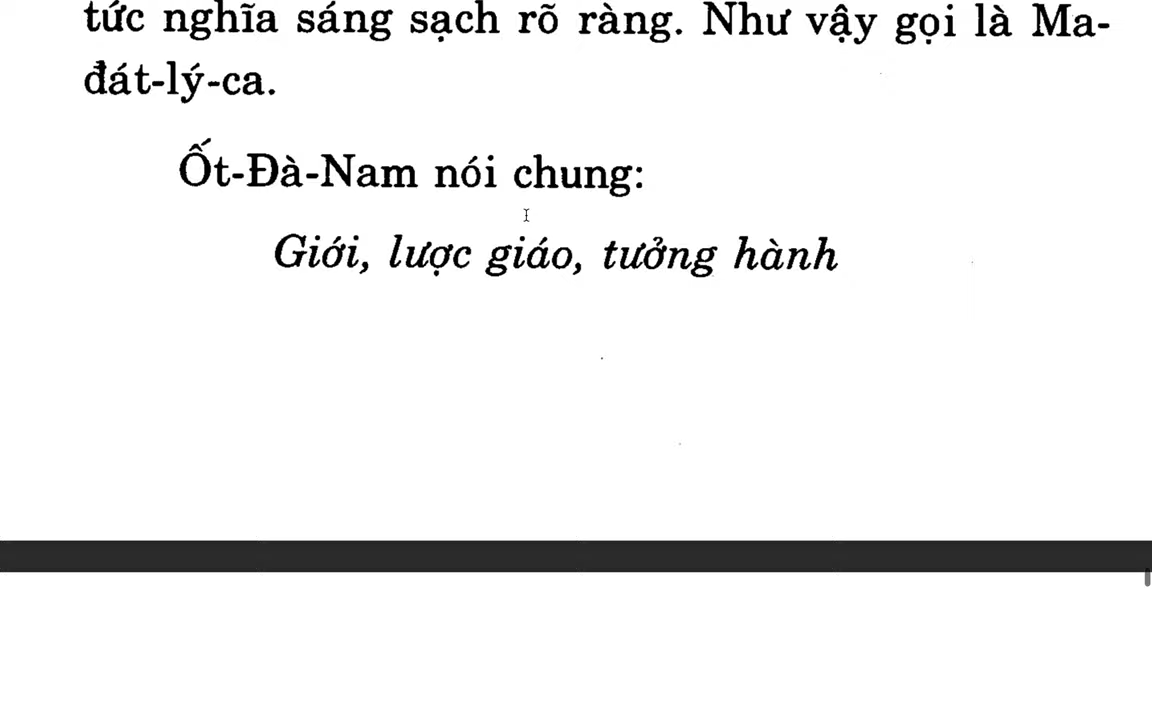 tức nghĩa sáng sạch rõ ràng. Như vậy gọi là Ma-
đát-lý-ca.
Ốt-Đà-Nam nói chung:
Giới, lược giáo, tưởng hành